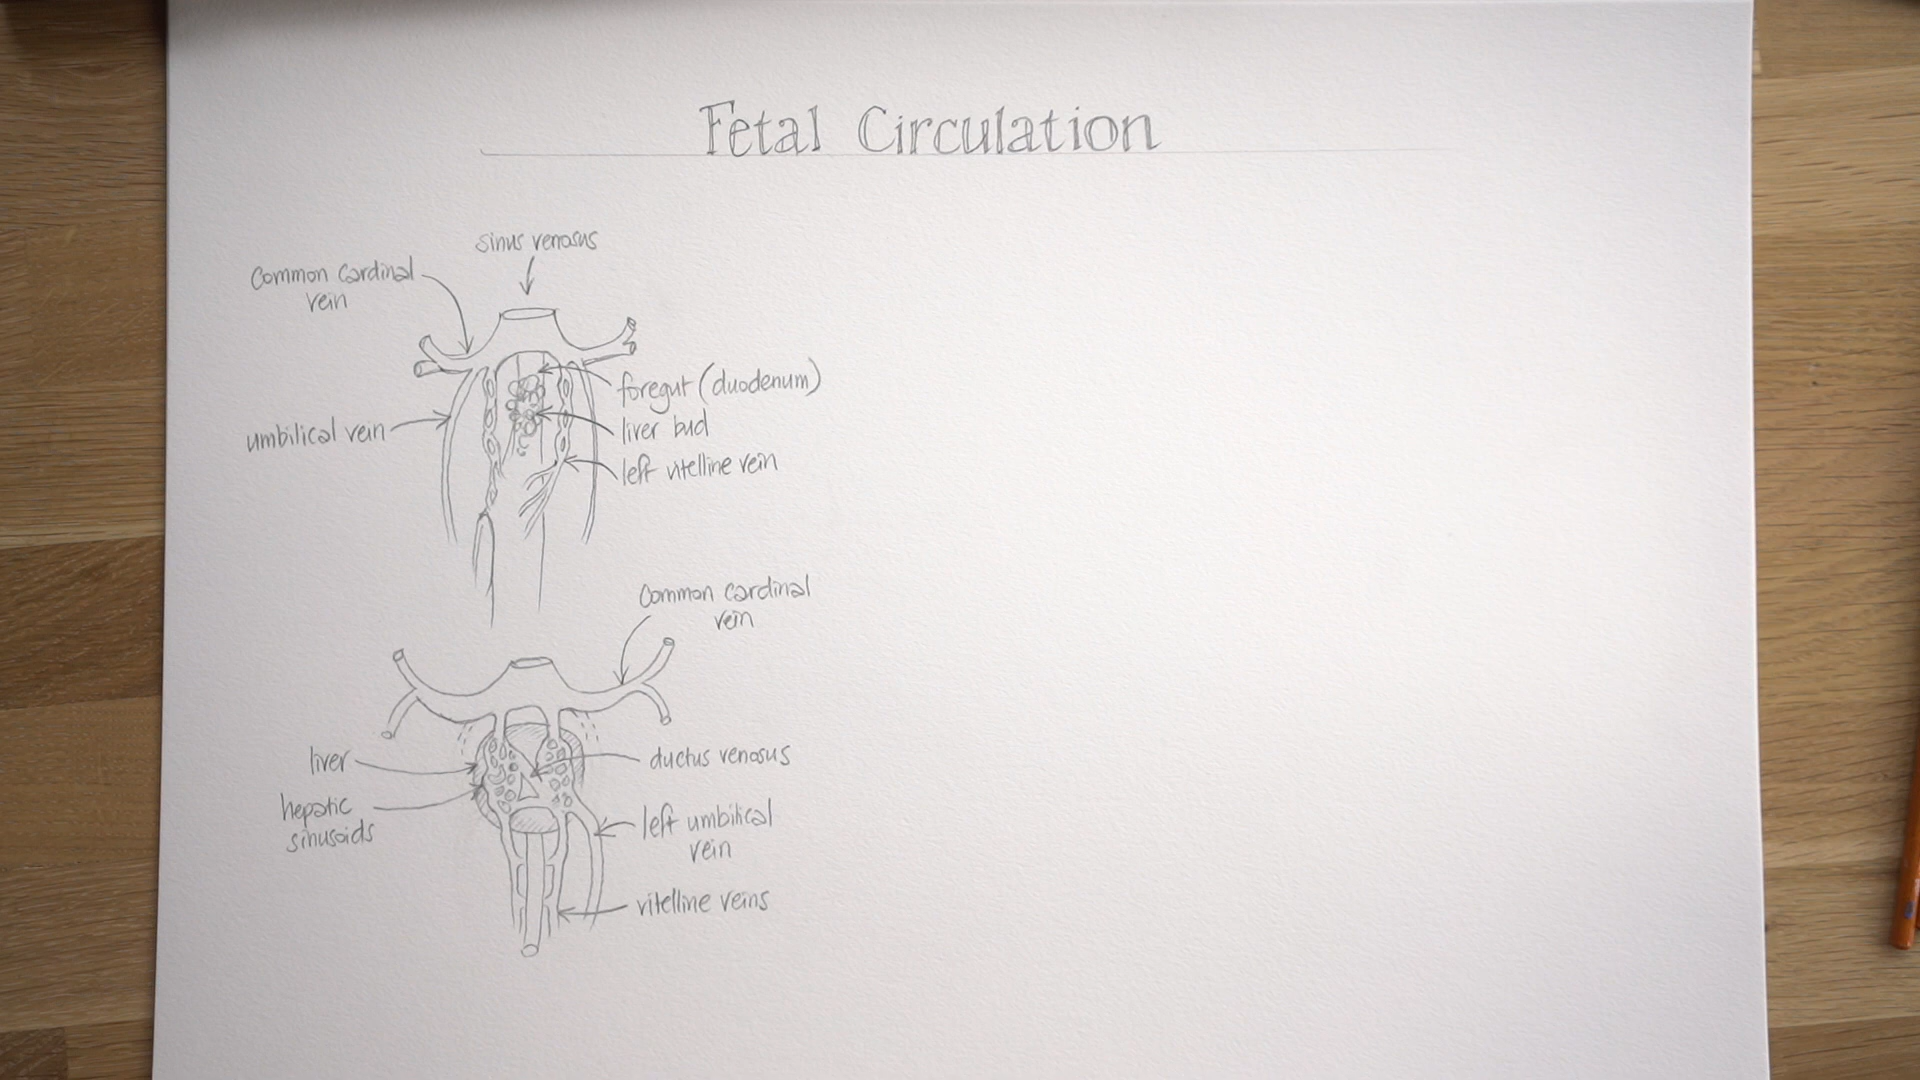 Fetal Circulation
sinus venosus
Common Cardinal
vein
foregut (duodenum)
umbilical vein
liver bud
left vitelline vein
Common Cardinal
vein
liver
ductus venosus
hepatic
sinusoids
left umbilical
vein
vitelline veins